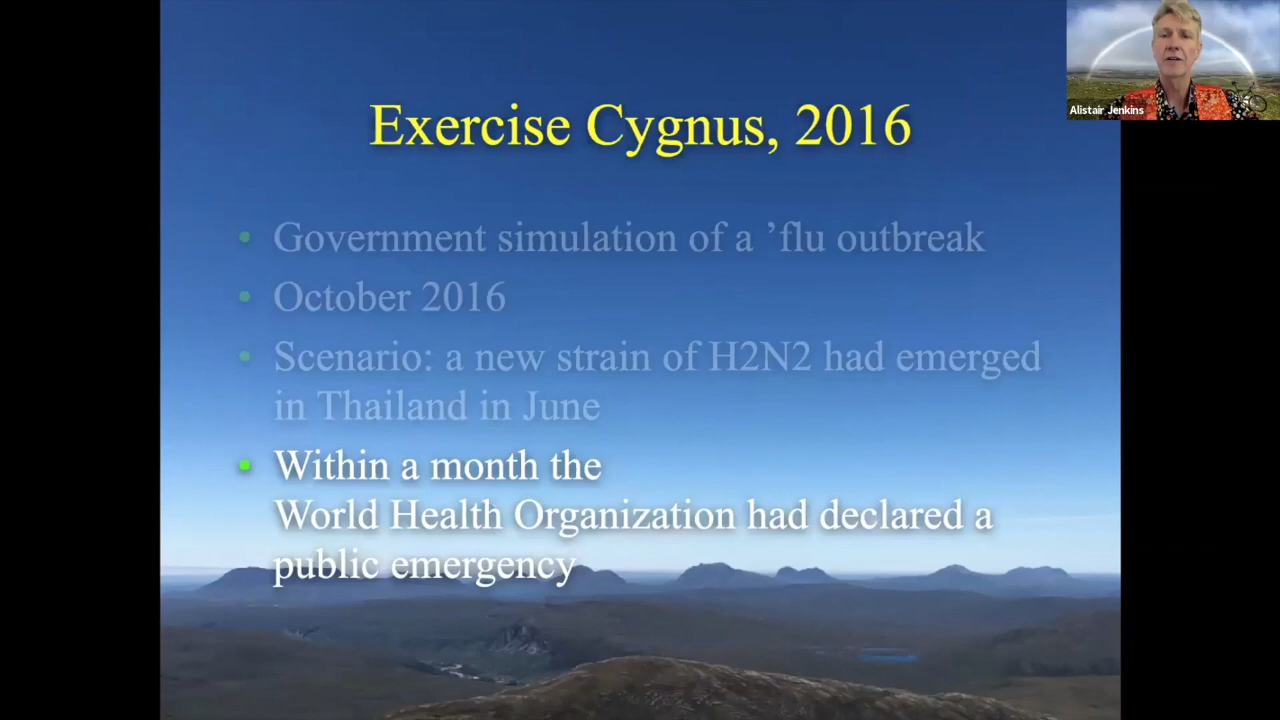 Exercise Cygnus, 2016
Alistair Jenkins
• Government simulation of a ’flu outbreak
• October 2016
• Scenario: a new strain of H2N2 had emerged
in Thailand in June
• Within a month the
World Health Organization had declared a
public emergency